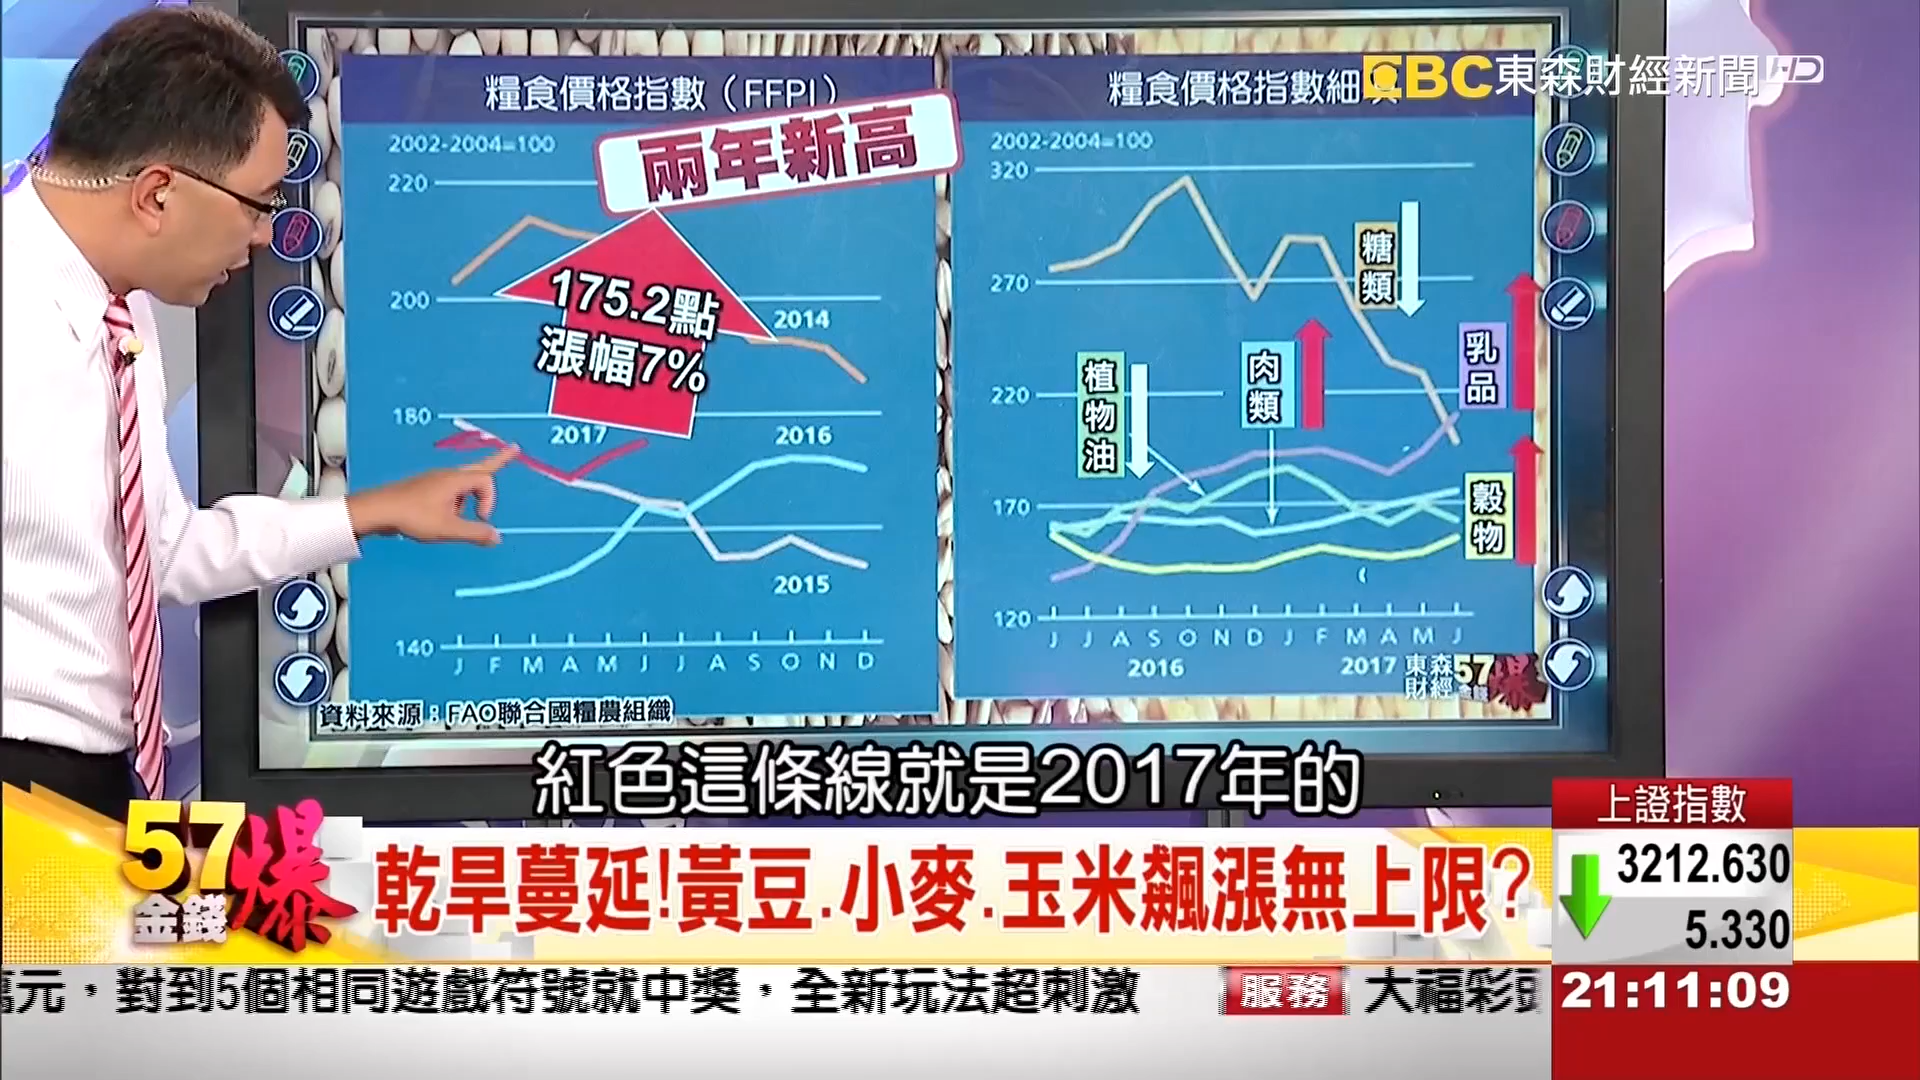 糧食價格指數（FFPI）
2002-2004=100
兩年新高
220
200
180
140
175.2點
漲幅7%
2014
2017
2016
2015
J F M A M J J A S O N D
資料來源：FAO聯合國糧農組織
糧食價格指數細
EBC東森財經新聞HD
2002-2004=100
320
270
220
170
120
糖類
乳品
植物油
肉類
穀物
J J A S O N D J F M A M J
2016
2017
東森財經
57金錢爆
紅色這條線就是2017年的
57金錢爆
乾旱蔓延!黃豆.小麥.玉米飆漲無上限?
上證指數
3212.630
5.330
元，對到5個相同遊戲符號就中獎，全新玩法超刺激
服務
大福彩
21:11:09